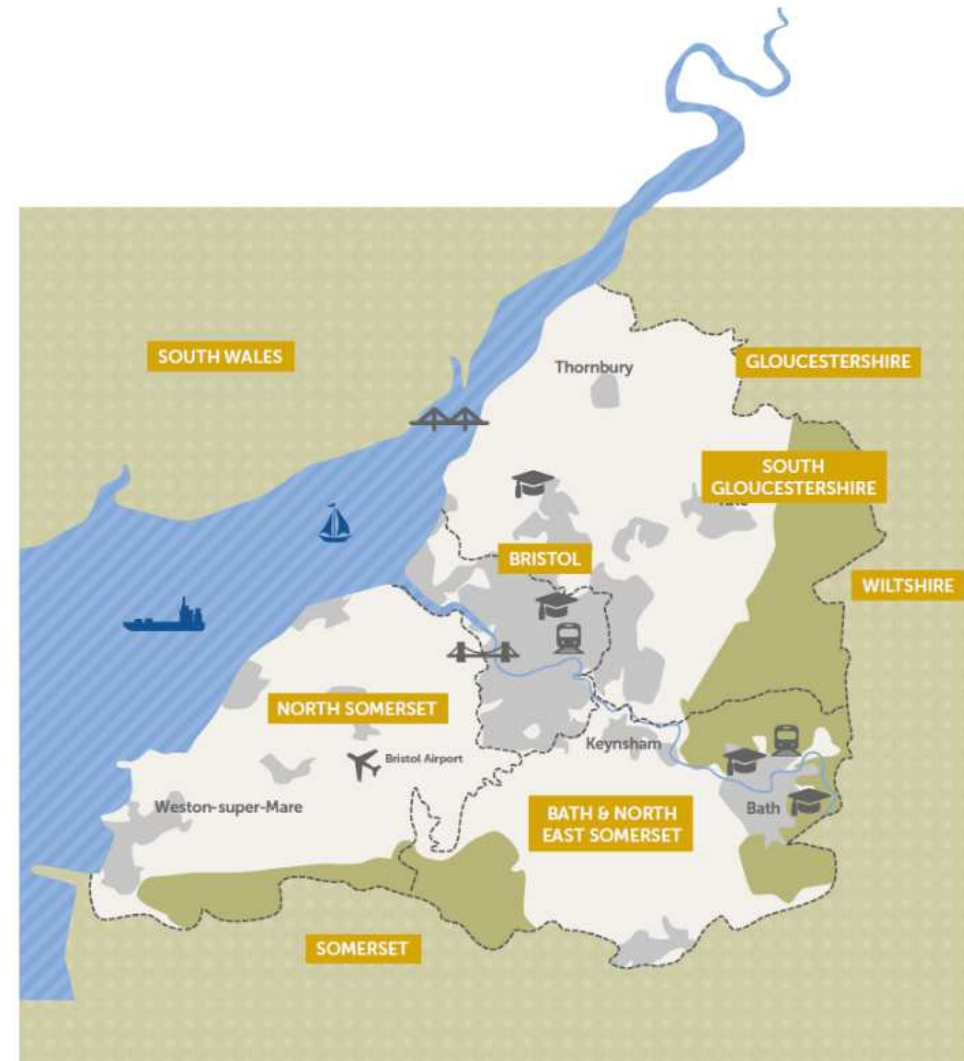 SOUTH WALES
GLOUCESTERSHIRE
Thornbury
SOUTH
GLOUCESTERSHIRE
BRISTOL
WILTSHIRE
NORTH SOMERSET
Keynsham
Bristol Airport
Weston-super-Mare
BATH & NORTH
EAST SOMERSET
Bath
SOMERSET